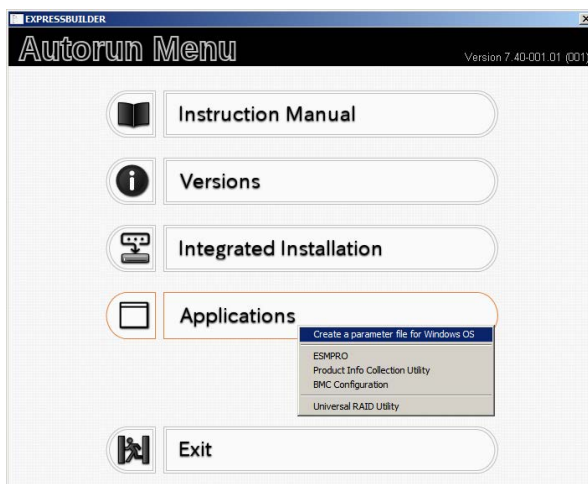 EXPRESSBUILDER
Autorun Menu
Version 7.40-001.01 (001)
Instruction Manual
Versions
Integrated Installation
Applications
Create a parameter file for Windows OS
ESMPRO
Product Info Collection Utility
BMC Configuration
Universal RAID Utility
Exit